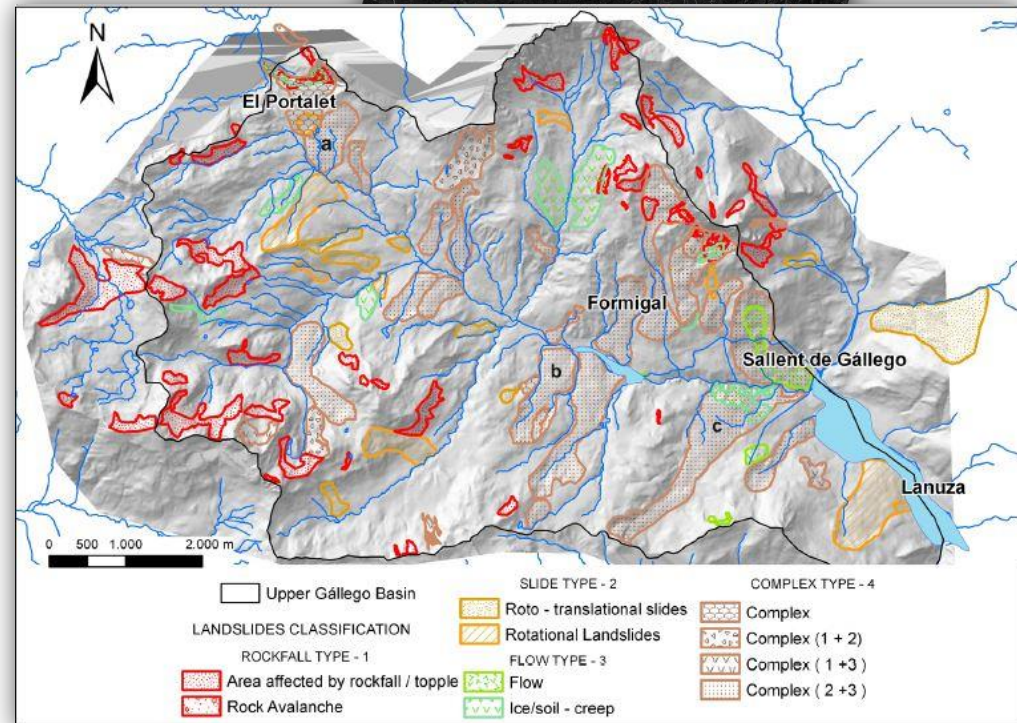 N
El Portalet
a
Formigal
Sallent de Gállego
b
c
Lanuza
0 500 1.000 2.000 m
Upper Gállego Basin
LANDSLIDES CLASSIFICATION
ROCKFALL TYPE - 1
Area affected by rockfall / topple
Rock Avalanche
SLIDE TYPE - 2
Roto - translational slides
Rotational Landslides
FLOW TYPE - 3
Flow
Ice/soil - creep
COMPLEX TYPE - 4
Complex
Complex ( 1 + 2)
Complex ( 1 +3 )
Complex ( 2 +3 )